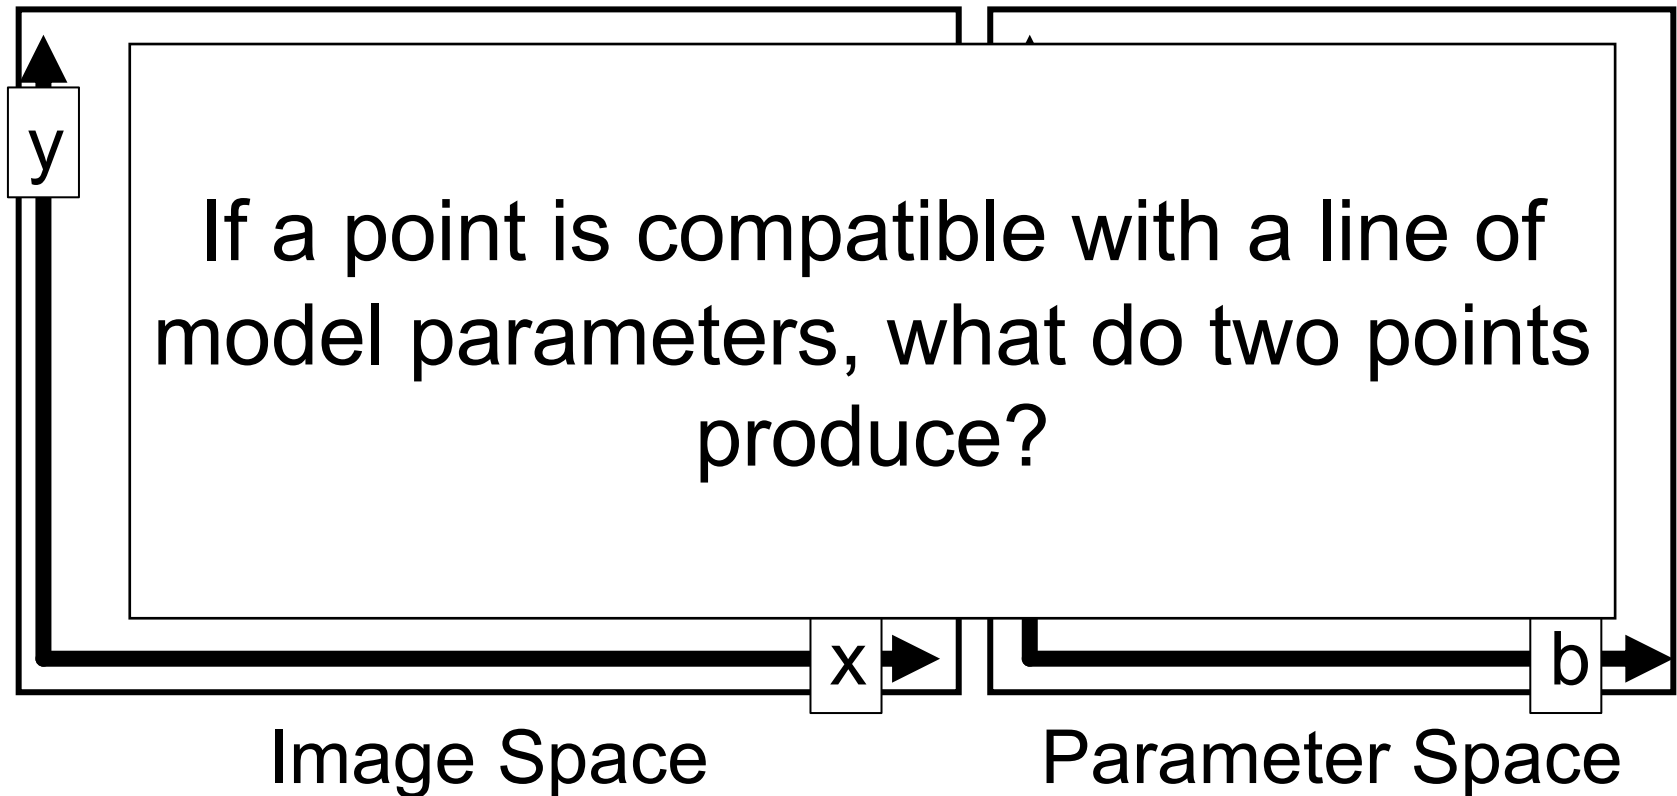 y
If a point is compatible with a line of
model parameters, what do two points
produce?
x
b
Image Space
Parameter Space